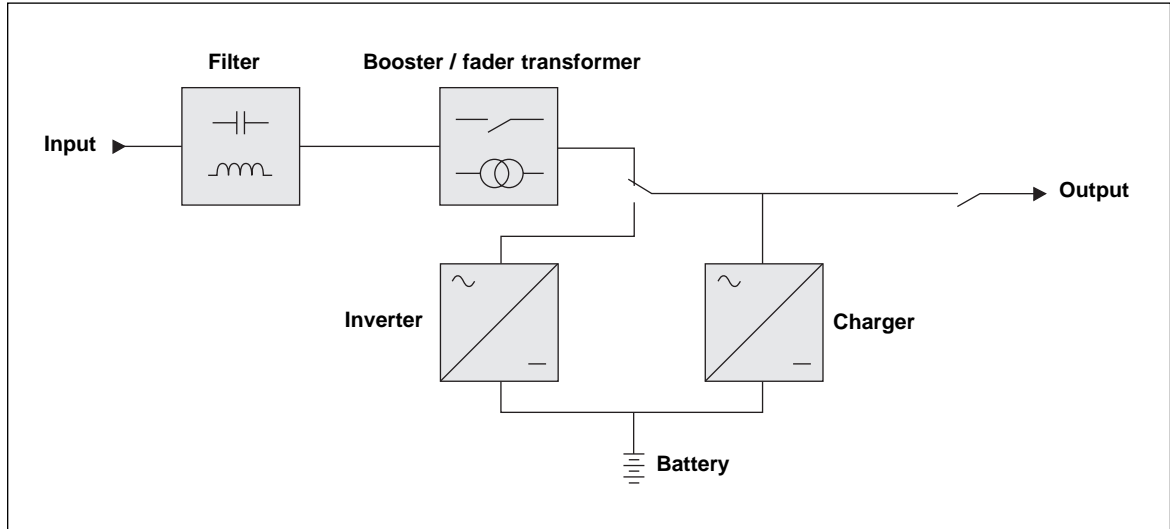 Filter
Booster / fader transformer
Input
Output
Inverter
Charger
Battery